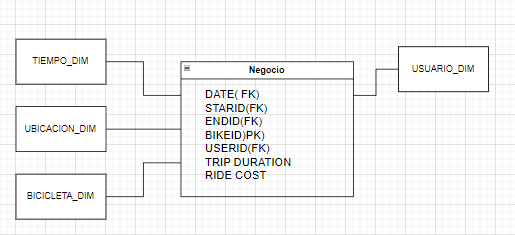 TIEMPO_DIM
UBICACION_DIM
BICICLETA_DIM
Negocio
DATE( FK)
STARID(FK)
ENDID(FK)
BIKEID)PK)
USERID(FK)
TRIP DURATION
RIDE COST
USUARIO_DIM